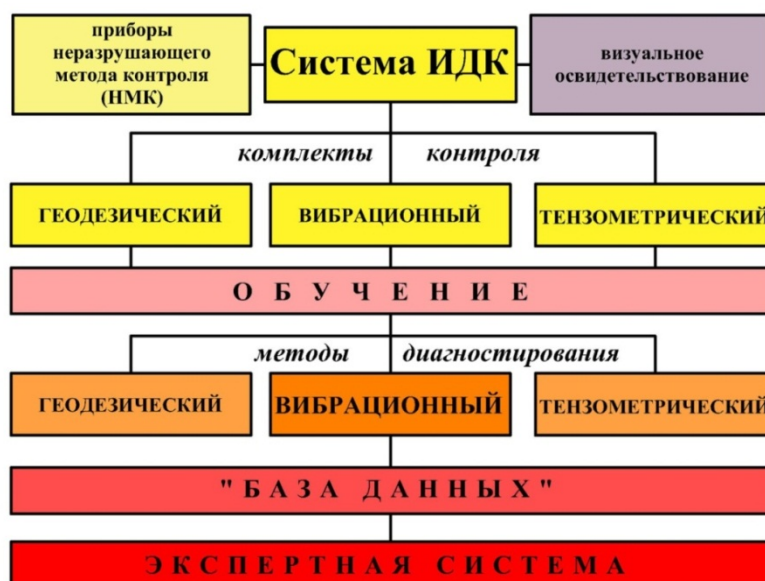 приборы
неразрушающего
метода контроля
(НМК)
Система ИДК
визуальное
освидетельствование
комплекты контроля
ГЕОДЕЗИЧЕСКИЙ
ВИБРАЦИОННЫЙ
ТЕНЗОМЕТРИЧЕСКИЙ
ОБУЧЕНИЕ
методы диагностирования
ГЕОДЕЗИЧЕСКИЙ
ВИБРАЦИОННЫЙ
ТЕНЗОМЕТРИЧЕСКИЙ
"БАЗА ДАННЫХ"
ЭКСПЕРТНАЯ СИСТЕМА